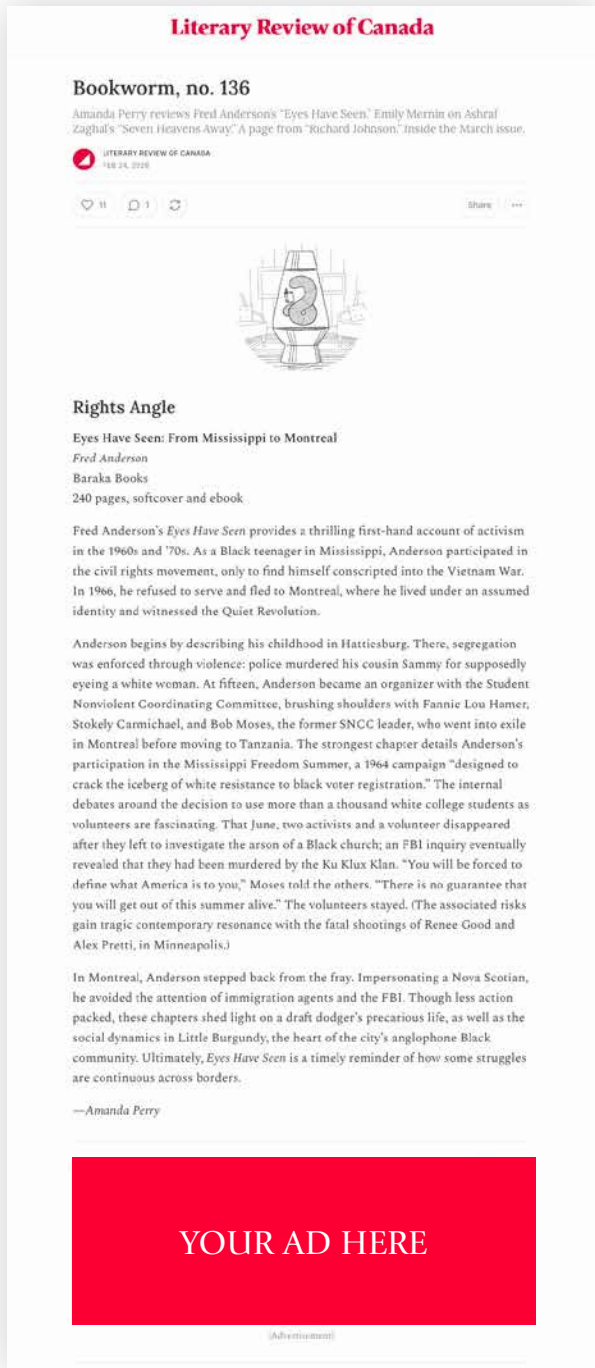 Literary Review of Canada
Bookworm, no. 136
Amanda Perry reviews Fred Anderson's "Eyes Have Seen." Emily Mernin on Ashraf
Zaghal's "Seven Heavens Away." A page from "Richard Johnson." Inside the March issue.
LITERARY REVIEW OF CANADA
FEB 24, 2026
11
1
Share
Rights Angle
Eyes Have Seen: From Mississippi to Montreal
Fred Anderson
Baraka Books
240 pages, softcover and ebook
Fred Anderson's Eyes Have Seen provides a thrilling first-hand account of activism
in the 1960s and '70s. As a Black teenager in Mississippi, Anderson participated in
the civil rights movement, only to find himself conscripted into the Vietnam War.
In 1966, he refused to serve and fled to Montreal, where he lived under an assumed
identity and witnessed the Quiet Revolution.
Anderson begins by describing his childhood in Hattiesburg. There, segregation
was enforced through violence: police murdered his cousin Sammy for supposedly
eyeing a white woman. At fifteen, Anderson became an organizer with the Student
Nonviolent Coordinating Committee, brushing shoulders with Fannie Lou Hamer,
Stokely Carmichael, and Bob Moses, the former SNCC leader, who went into exile
in Montreal before moving to Tanzania. The strongest chapter details Anderson's
participation in the Mississippi Freedom Summer, a 1964 campaign "designed to
crack the iceberg of white resistance to black voter registration." The internal
debates around the decision to use more than a thousand white college students as
volunteers are fascinating. That June, two activists and a volunteer disappeared
after they left to investigate the arson of a Black church; an FBI inquiry eventually
revealed that they had been murdered by the Ku Klux Klan. "You will be forced to
define what America is to you," Moses told the others. "There is no guarantee that
you will get out of this summer alive." The volunteers stayed. (The associated risks
gain tragic contemporary resonance with the fatal shootings of Renee Good and
Alex Pretti, in Minneapolis.)
In Montreal, Anderson stepped back from the fray. Impersonating a Nova Scotian,
he avoided the attention of immigration agents and the FBI. Though less action
packed, these chapters shed light on a draft dodger's precarious life, as well as the
social dynamics in Little Burgundy, the heart of the city's anglophone Black
community. Ultimately, Eyes Have Seen is a timely reminder of how some struggles
are continuous across borders.
—Amanda Perry
YOUR AD HERE
(Advertisement)